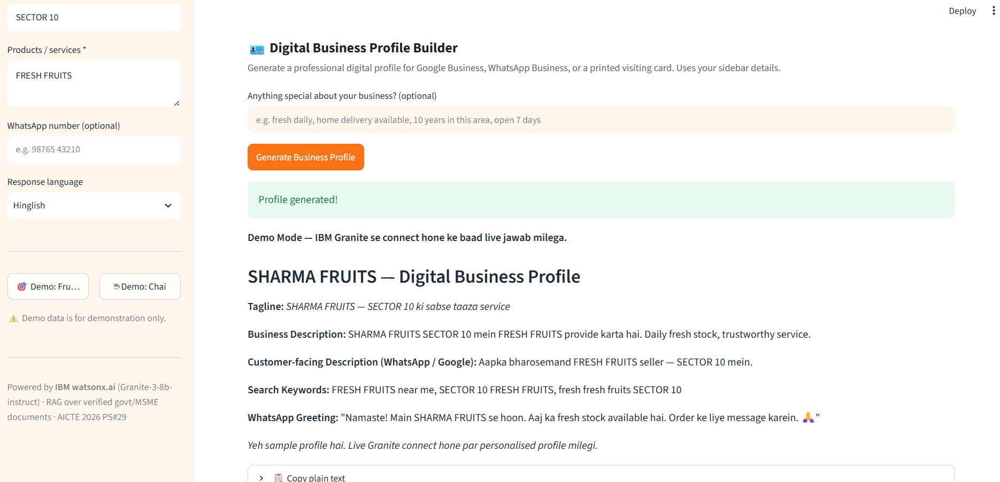 SECTOR 10
Products / services *
FRESH FRUITS
WhatsApp number (optional)
e.g. 98765 43210
Response language
Hinglish
Demo: Fru...
Demo: Chai
Demo data is for demonstration only.
Powered by IBM watsonx.ai (Granite-3-8b-
instruct) · RAG over verified govt/MSME
documents · AICTE 2026 PS#29
Deploy
Digital Business Profile Builder
Generate a professional digital profile for Google Business, WhatsApp Business, or a printed visiting card. Uses your sidebar details.
Anything special about your business? (optional)
e.g. fresh daily, home delivery available, 10 years in this area, open 7 days
Generate Business Profile
Profile generated!
Demo Mode — IBM Granite se connect hone ke baad live jawab milega.
SHARMA FRUITS — Digital Business Profile
Tagline: SHARMA FRUITS — SECTOR 10 ki sabse taaza service
Business Description: SHARMA FRUITS SECTOR 10 mein FRESH FRUITS provide karta hai. Daily fresh stock, trustworthy service.
Customer-facing Description (WhatsApp / Google): Aapka bharosemand FRESH FRUITS seller — SECTOR 10 mein.
Search Keywords: FRESH FRUITS near me, SECTOR 10 FRESH FRUITS, fresh fresh fruits SECTOR 10
WhatsApp Greeting: "Namaste! Main SHARMA FRUITS se hoon. Aaj ka fresh stock available hai. Order ke liye message karein. 🙏"
Yeh sample profile hai. Live Granite connect hone par personalised profile milegi.
Copy plain text